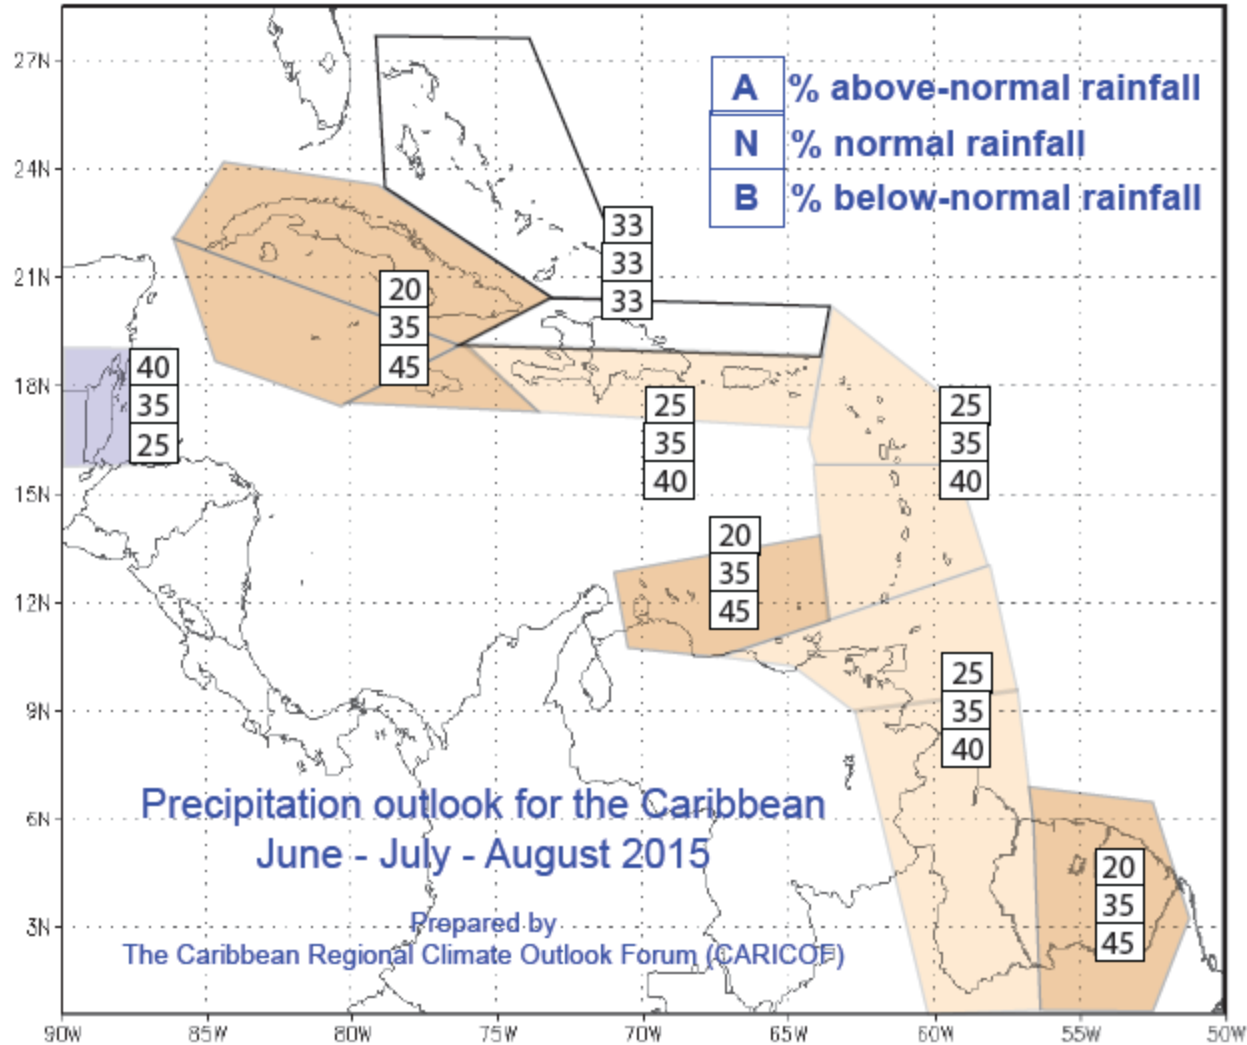 27N
24N
21N
18N
15N
12N
9N
6N
3N
A % above-normal rainfall
N % normal rainfall
B % below-normal rainfall
33
33
33
20
35
45
40
35
25
25
35
40
25
35
40
20
35
45
25
35
40
20
35
45
Precipitation outlook for the Caribbean
June - July - August 2015
Prepared by
The Caribbean Regional Climate Outlook Forum (CARICOF)
90W 85W 80W 75W 70W 65W 60W 55W 50W